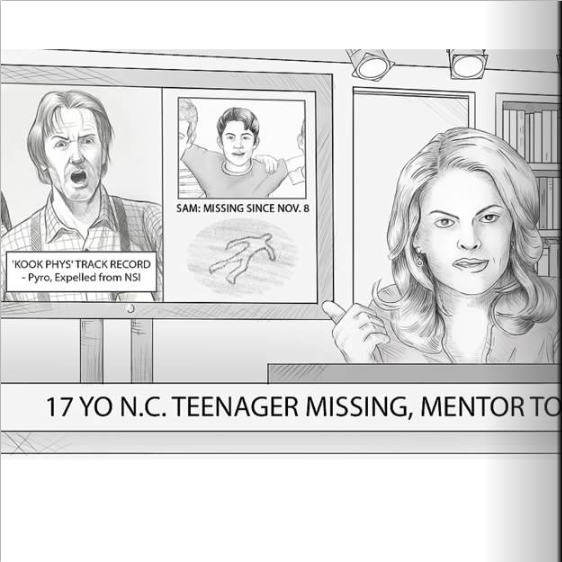 SAM: MISSING SINCE NOV. 8
'KOOK PHYS' TRACK RECORD
- Pyro, Expelled from NSI
17 YO N.C. TEENAGER MISSING, MENTOR TO